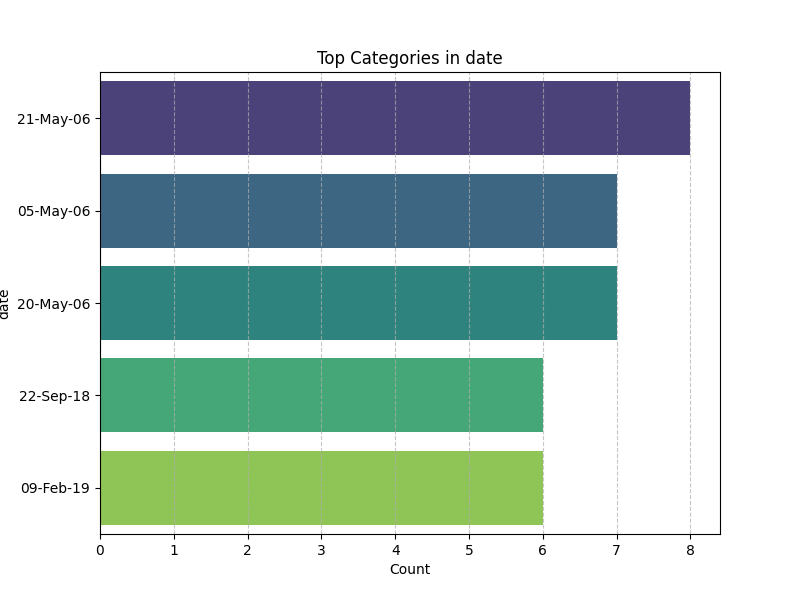 Top Categories in date
21-May-06
05-May-06
20-May-06
22-Sep-18
09-Feb-19
date
0 1 2 3 4 5 6 7 8
Count